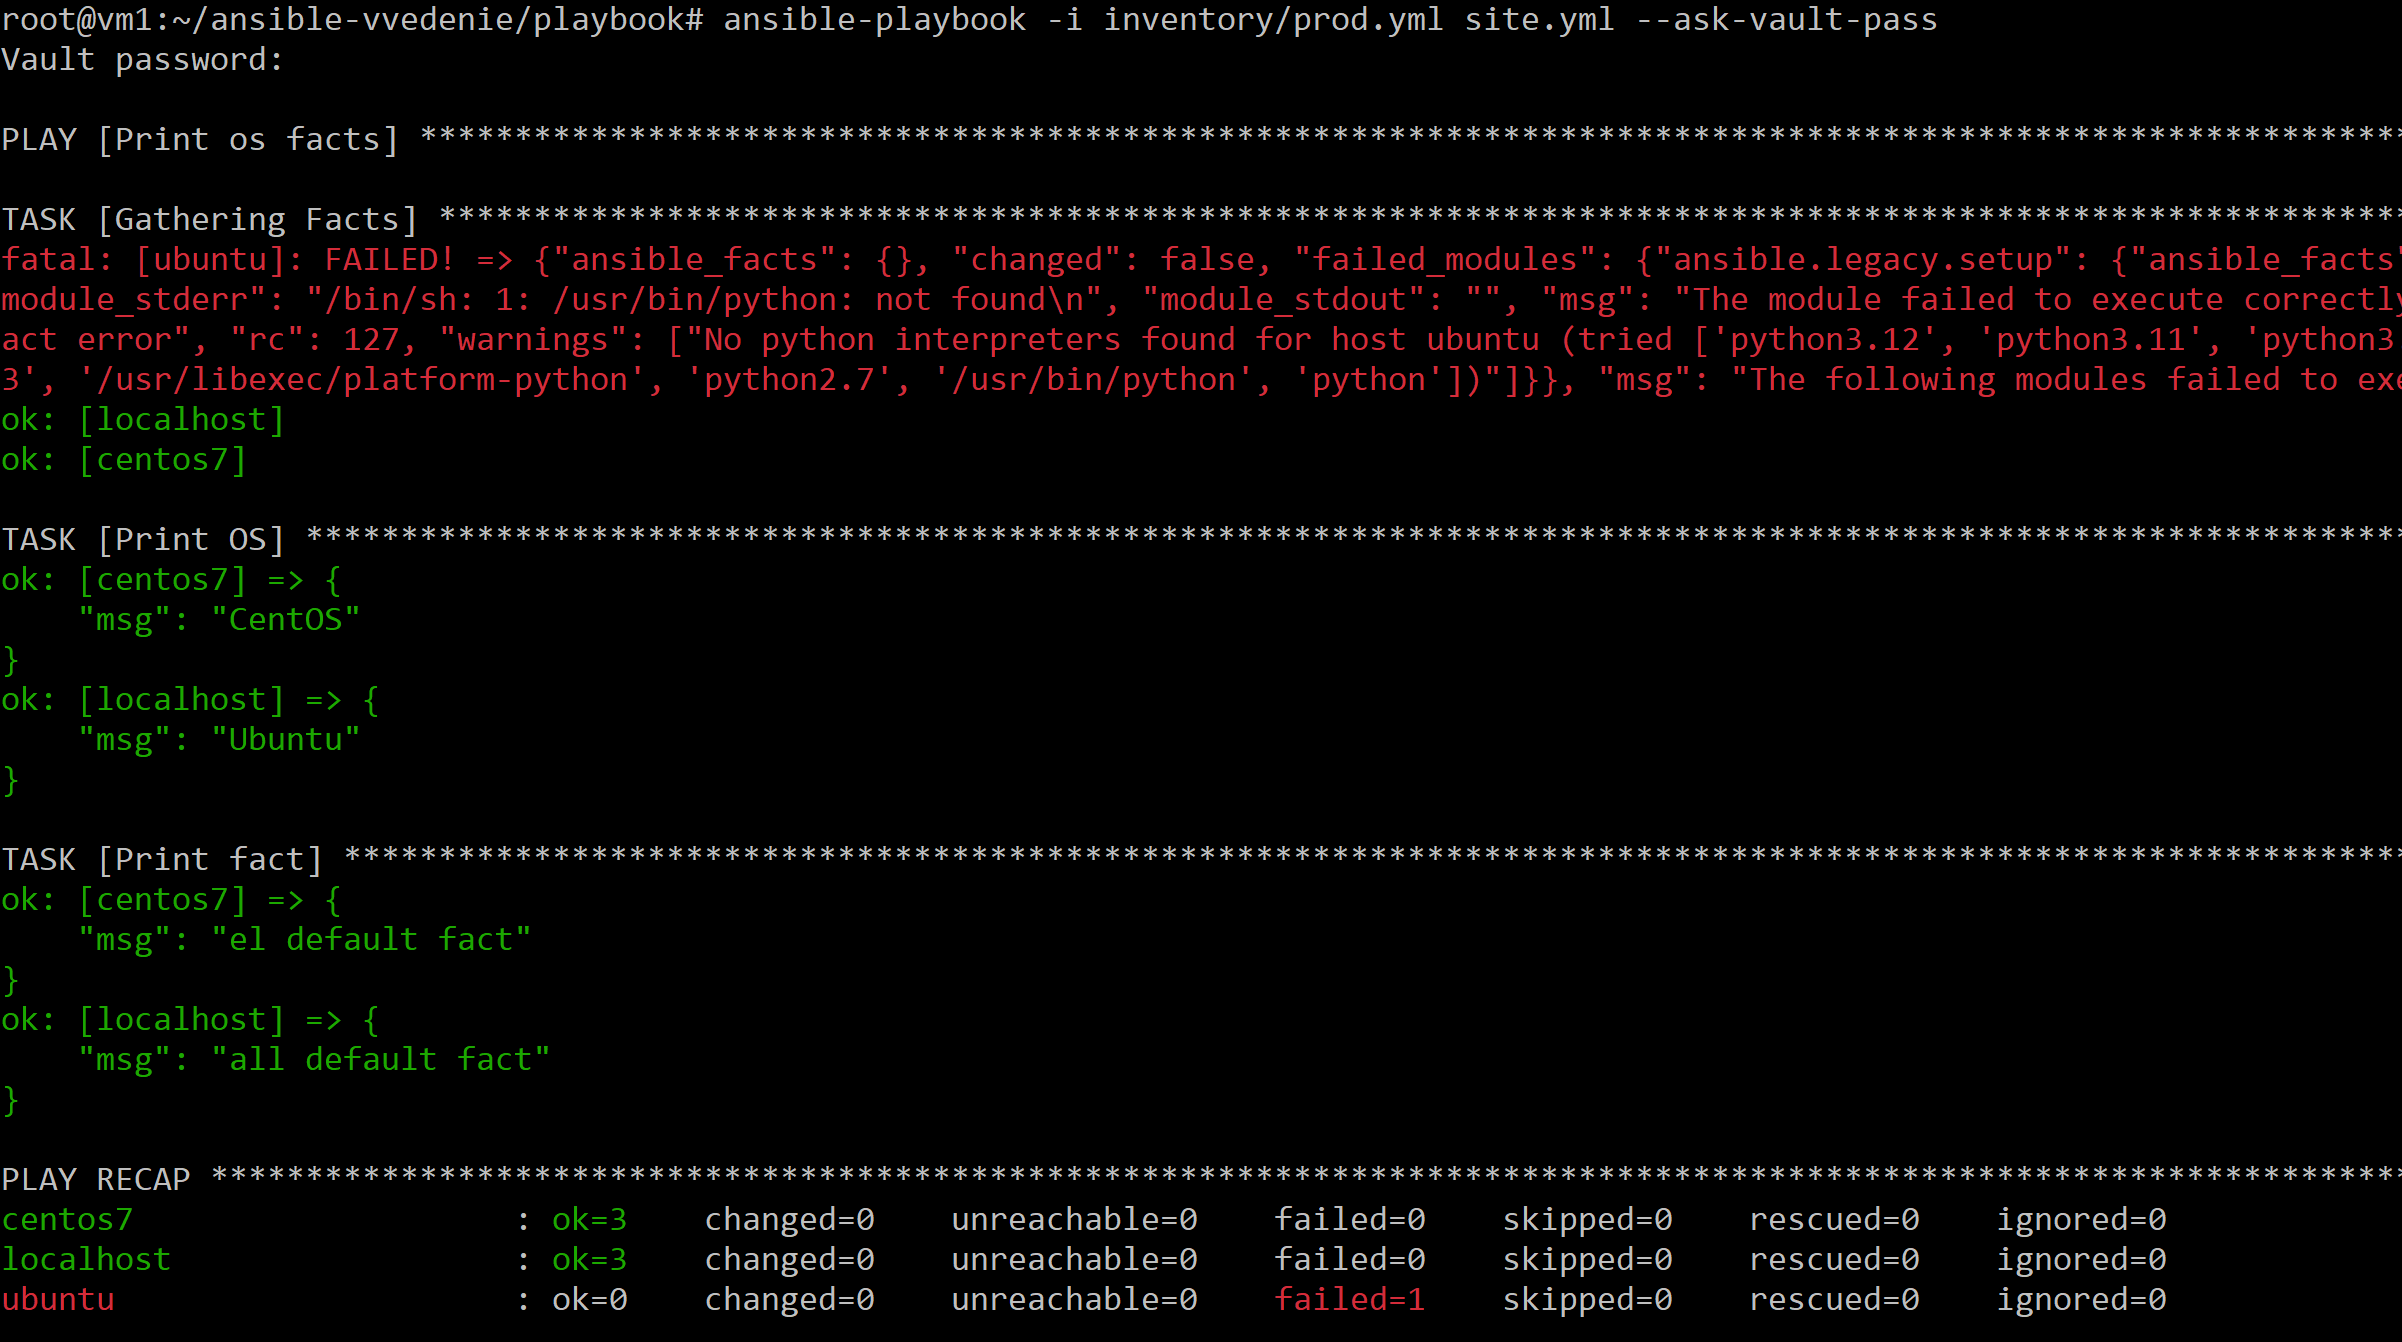 root@vm1:~/ansible-vvedenie/playbook# ansible-playbook -i inventory/prod.yml site.yml --ask-vault-pass
Vault password:
PLAY [Print os facts] ********************************************************************************************************
TASK [Gathering Facts] *******************************************************************************************************
fatal: [ubuntu]: FAILED! => {"ansible_facts": {}, "changed": false, "failed_modules": {"ansible.legacy.setup": {"ansible_facts"
module_stderr": "/bin/sh: 1: /usr/bin/python: not found\n", "module_stdout": "", "msg": "The module failed to execute correctly
act error", "rc": 127, "warnings": ["No python interpreters found for host ubuntu (tried ['python3.12', 'python3.11', 'python3
3', '/usr/libexec/platform-python', 'python2.7', '/usr/bin/python', 'python'])"]}}, "msg": "The following modules failed to exe
ok: [localhost]
ok: [centos7]
TASK [Print OS] **************************************************************************************************************
ok: [centos7] => {
    "msg": "CentOS"
}
ok: [localhost] => {
    "msg": "Ubuntu"
}
TASK [Print fact] ************************************************************************************************************
ok: [centos7] => {
    "msg": "el default fact"
}
ok: [localhost] => {
    "msg": "all default fact"
}
PLAY RECAP *******************************************************************************************************************
centos7                    : ok=3    changed=0    unreachable=0    failed=0    skipped=0    rescued=0    ignored=0
localhost                  : ok=3    changed=0    unreachable=0    failed=0    skipped=0    rescued=0    ignored=0
ubuntu                     : ok=0    changed=0    unreachable=0    failed=1    skipped=0    rescued=0    ignored=0